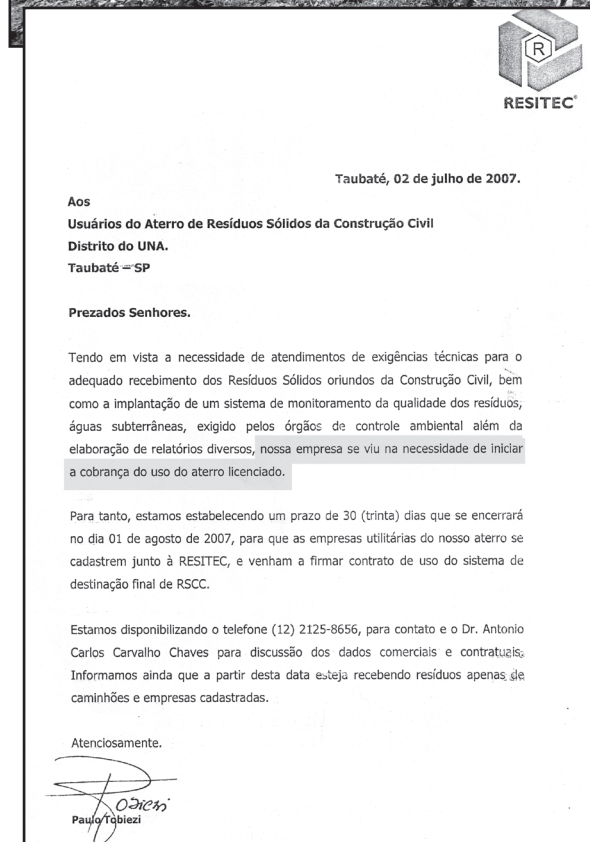 R
RESITEC®
Taubaté, 02 de julho de 2007.
Aos
Usuários do Aterro de Resíduos Sólidos da Construção Civil
Distrito do UNA.
Taubaté – SP
Prezados Senhores.
Tendo em vista a necessidade de atendimentos de exigências técnicas para o
adequado recebimento dos Resíduos Sólidos oriundos da Construção Civil, bem
como a implantação de um sistema de monitoramento da qualidade dos resíduos,
águas subterrâneas, exigido pelos órgãos de controle ambiental além da
elaboração de relatórios diversos, nossa empresa se viu na necessidade de iniciar
a cobrança do uso do aterro licenciado.
Para tanto, estamos estabelecendo um prazo de 30 (trinta) dias que se encerrará
no dia 01 de agosto de 2007, para que as empresas utilitárias do nosso aterro se
cadastrem junto à RESITEC, e venham a firmar contrato de uso do sistema de
destinação final de RSCC.
Estamos disponibilizando o telefone (12) 2125-8656, para contato e o Dr. Antonio
Carlos Carvalho Chaves para discussão dos dados comerciais e contratuais.
Informamos ainda que a partir desta data esteja recebendo resíduos apenas de
caminhões e empresas cadastradas.
Atenciosamente.
Paulo Tobiezi